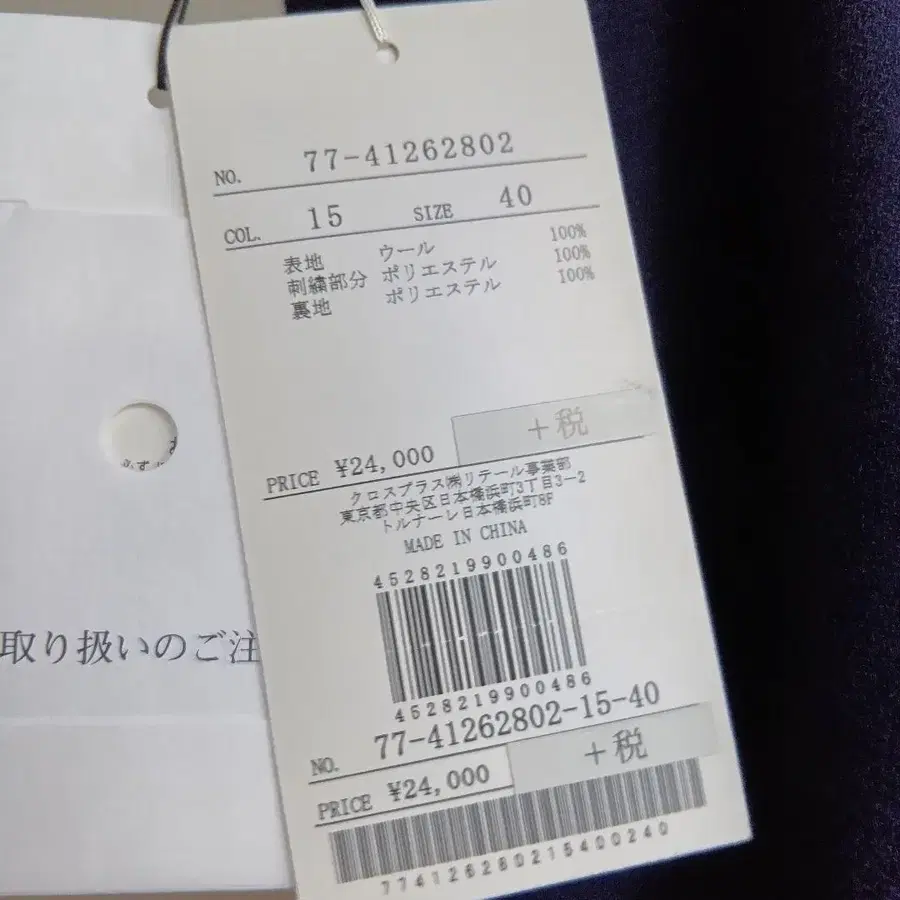 NO. 77-41262802
COL. 15 SIZE 40
表地 ウール 100%
刺繍部分 ポリエステル 100%
裏地 ポリエステル 100%
PRICE ¥24,000 +税
クロスプラス㈱リテール事業部
東京都中央区日本橋浜町3丁目3-2
トルナーレ日本橋浜町8F
MADE IN CHINA
4528219900486
4528219900486
NO. 77-41262802-15-40
PRICE ¥24,000 +税
774126280215400240
取り扱いのご注